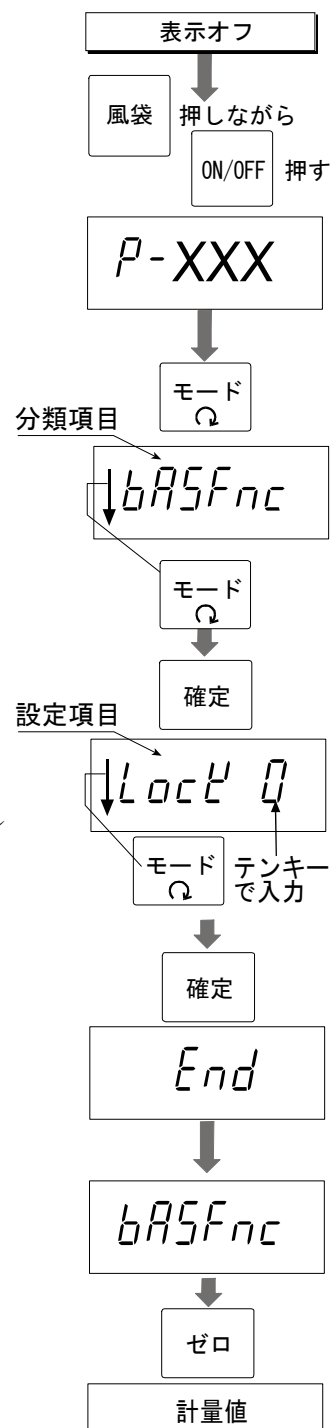 表示オフ
風袋 押しながら
ON/OFF 押す
P-XXX
モード
分類項目
bASFnc
モード
確定
設定項目
LocK 0
モード テンキー
で入力
確定
End
bASFnc
ゼロ
計量値